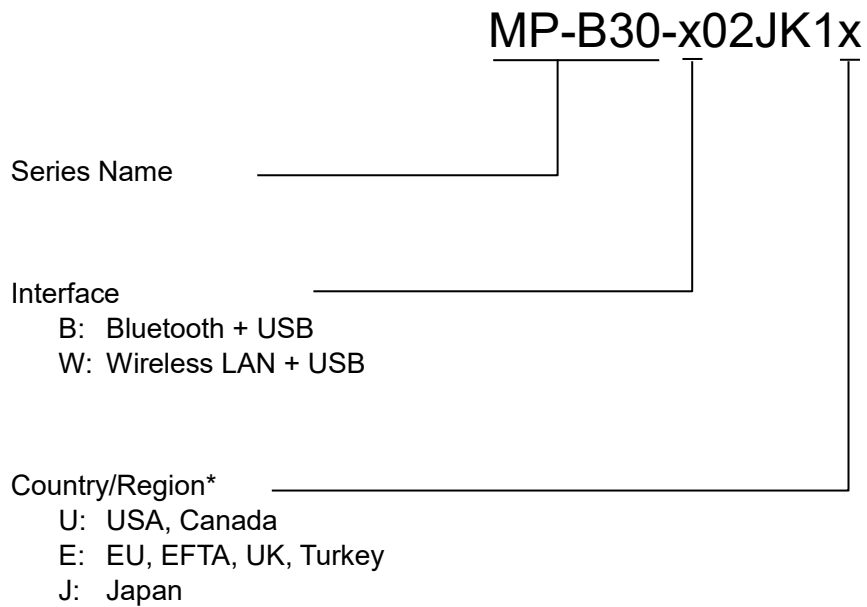 MP-B30-x02JK1x
Series Name
Interface
B: Bluetooth + USB
W: Wireless LAN + USB
Country/Region*
U: USA, Canada
E: EU, EFTA, UK, Turkey
J: Japan